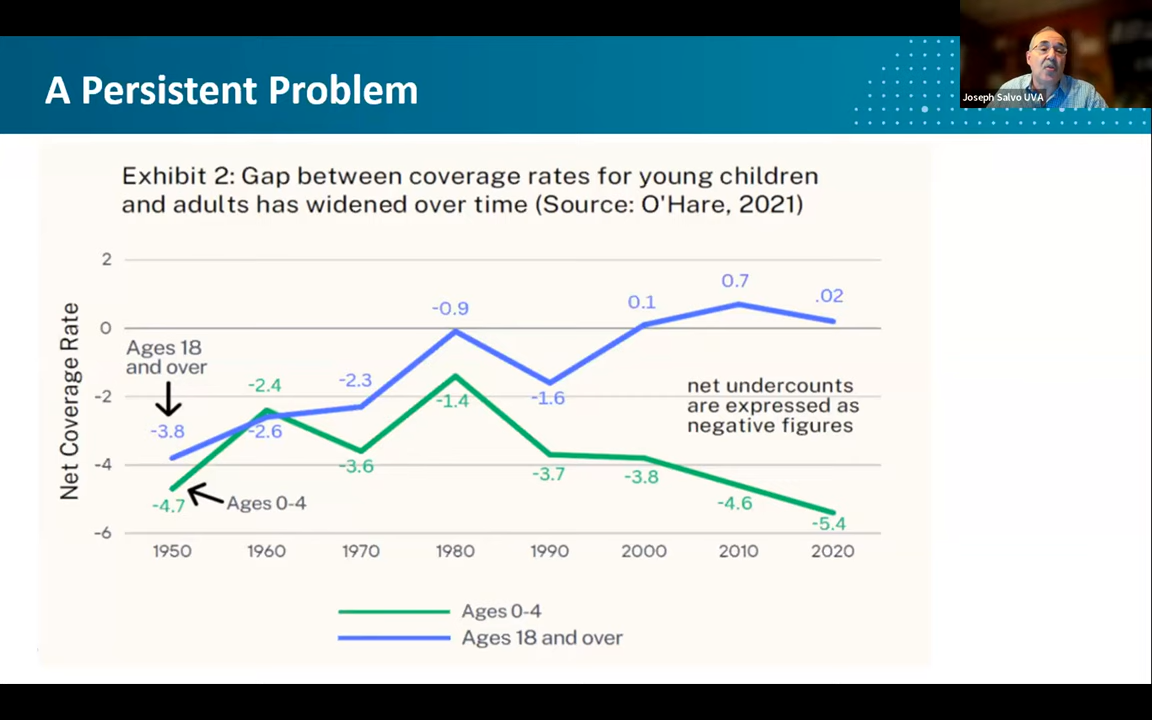 A Persistent Problem
Joseph Salvo UVA
Exhibit 2: Gap between coverage rates for young children
and adults has widened over time (Source: O'Hare, 2021)
Net Coverage Rate
2
0
-2
-4
-6
Ages 18
and over
-3.8
-2.6
-2.3
-0.9
-1.6
0.1
0.7
.02
-4.7
-2.4
-3.6
-1.4
-3.7
-3.8
-4.6
-5.4
Ages 0-4
net undercounts
are expressed as
negative figures
1950 1960 1970 1980 1990 2000 2010 2020
Ages 0-4
Ages 18 and over